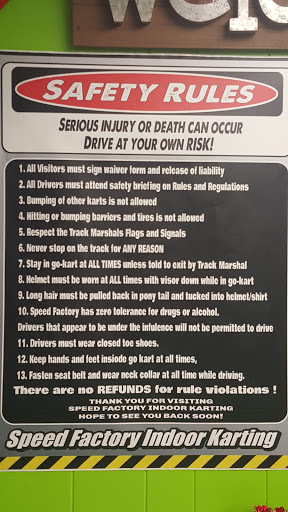 SAFETY RULES
SERIOUS INJURY OR DEATH CAN OCCUR
DRIVE AT YOUR OWN RISK!
1. All Visitors must sign waiver form and release of liability
2. All Drivers must attend safety briefing on Rules and Regulations
3. Bumping of other karts is not allowed
4. Hitting or bumping barriers and tires is not allowed
5. Respect the Track Marshals Flags and Signals
6. Never stop on the track for ANY REASON
7. Stay in go-kart at ALL TIMES unless told to exit by Track Marshal
8. Helmet must be worn at ALL times with visor down while in go-kart
9. Long hair must be pulled back in pony tail and tucked into helmet/shirt
10. Speed Factory has zero tolerance for drugs or alcohol.
Drivers that appear to be under the infulence will not be permitted to drive
11. Drivers must wear closed toe shoes.
12. Keep hands and feet insiode go kart at all times,
13. Fasten seat belt and wear neck collar at all time while driving.
There are no REFUNDS for rule violations !
THANK YOU FOR VISITING
SPEED FACTORY INDOOR KARTING
HOPE TO SEE YOU BACK SOON!
Speed Factory Indoor Karting